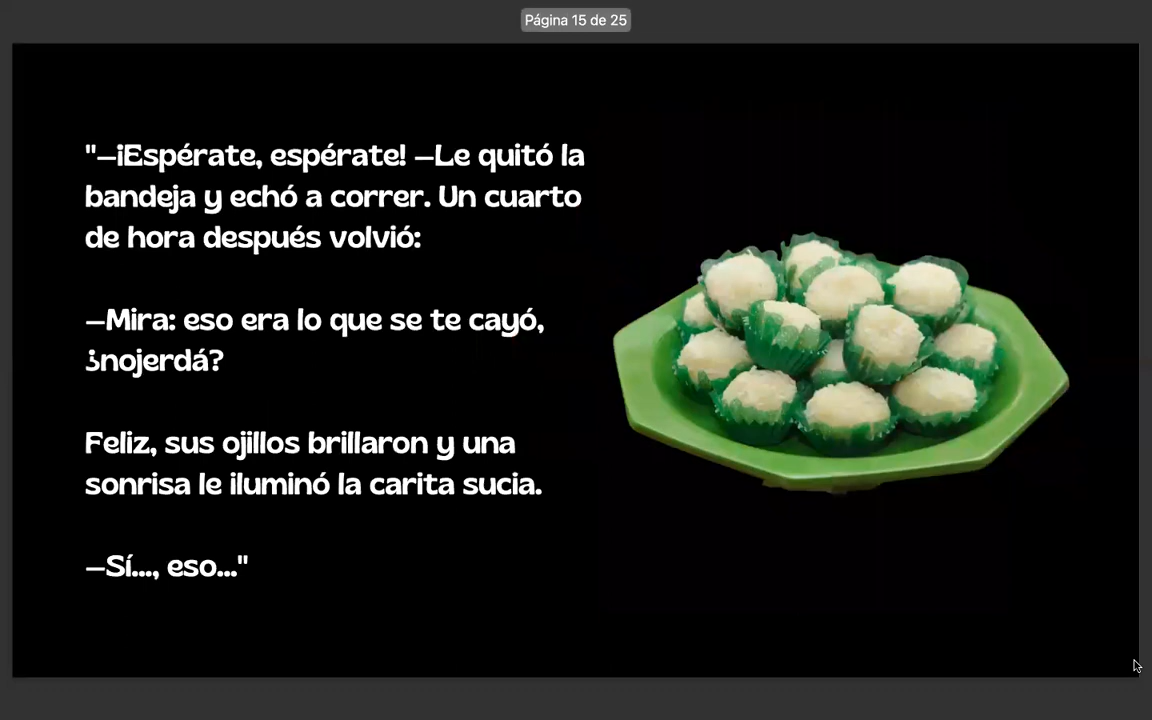 Página 15 de 25
"—¡Espérate, espérate! —Le quitó la
bandeja y echó a correr. Un cuarto
de hora después volvió:
—Mira: eso era lo que se te cayó,
¿nojerdá?
Feliz, sus ojillos brillaron y una
sonrisa le iluminó la carita sucia.
—Sí..., eso..."